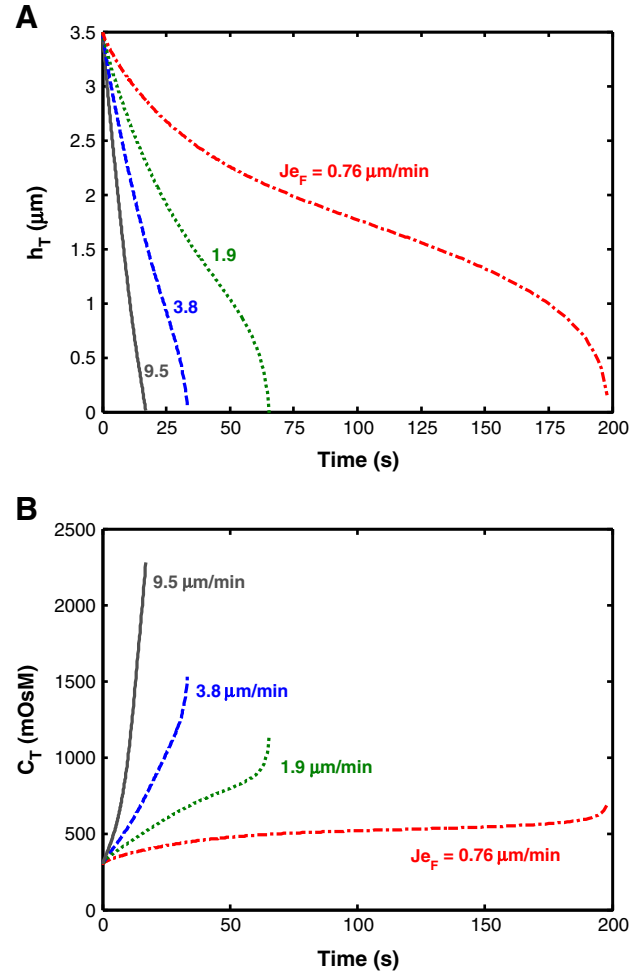 A
3.5
3
2.5
2
1.5
1
0.5
0
h_T (μm)
Je_F = 0.76 μm/min
1.9
3.8
9.5
0 25 50 75 100 125 150 175 200
Time (s)
B
2500
2000
1500
1000
500
0
C_T (mOsM)
9.5 μm/min
3.8 μm/min
1.9 μm/min
Je_F = 0.76 μm/min
0 50 100 150 200
Time (s)